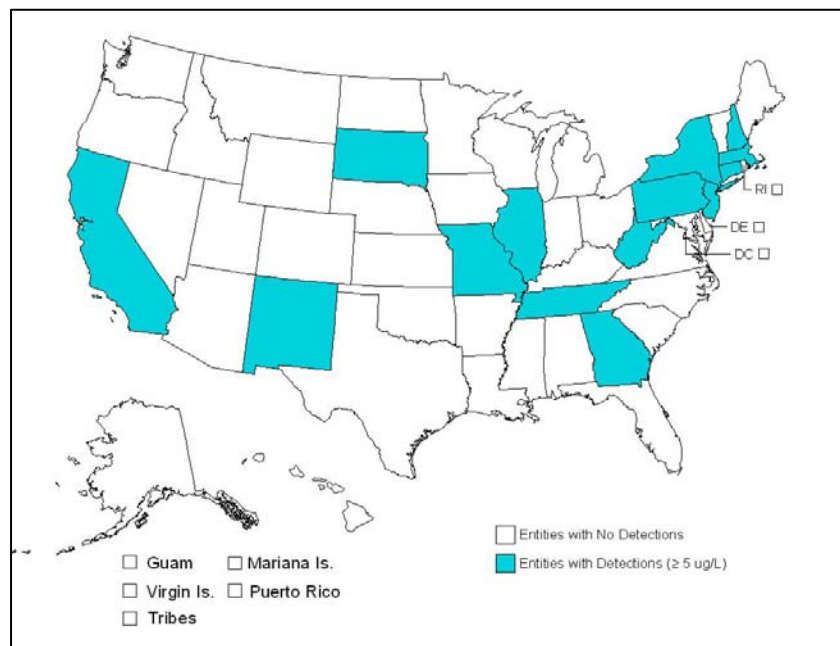 RI
DE
DC
Entities with No Detections
Entities with Detections (≥ 5 ug/L)
Guam
Mariana Is.
Virgin Is.
Puerto Rico
Tribes